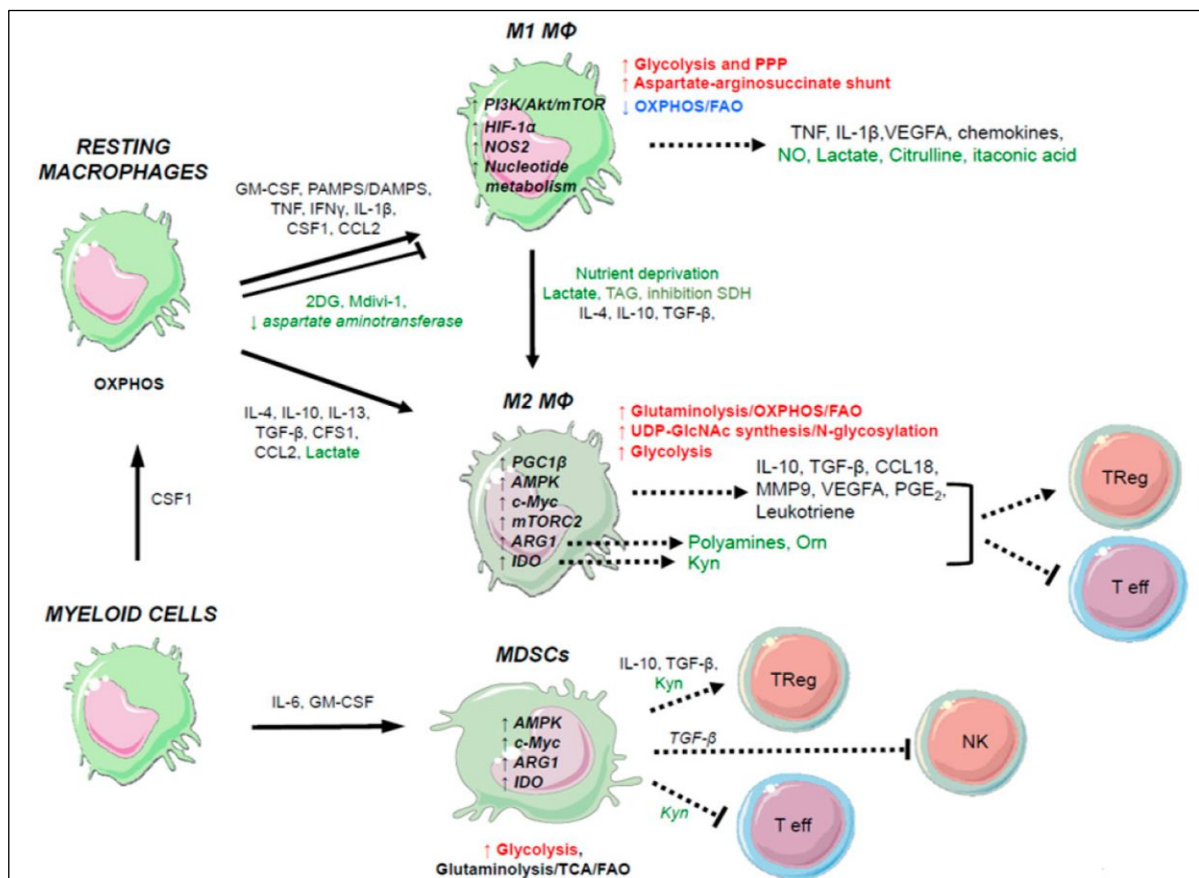 M1 MΦ
↑ Glycolysis and PPP
↑ Aspartate-arginosuccinate shunt
↓ OXPHOS/FAO
↑ PI3K/Akt/mTOR
↑ HIF-1α
↑ NOS2
↑ Nucleotide
metabolism
TNF, IL-1β,VEGFA, chemokines,
NO, Lactate, Citrulline, itaconic acid
RESTING
MACROPHAGES
GM-CSF, PAMPS/DAMPS,
TNF, IFNγ, IL-1β,
CSF1, CCL2
2DG, Mdivi-1,
↓ aspartate aminotransferase
OXPHOS
Nutrient deprivation
Lactate, TAG, inhibition SDH
IL-4, IL-10, TGF-β,
IL-4, IL-10, IL-13,
TGF-β, CFS1,
CCL2, Lactate
M2 MΦ
↑ Glutaminolysis/OXPHOS/FAO
↑ UDP-GlcNAc synthesis/N-glycosylation
↑ Glycolysis
↑ PGC1β
↑ AMPK
↑ c-Myc
↑ mTORC2
↑ ARG1
↑ IDO
IL-10, TGF-β, CCL18,
MMP9, VEGFA, PGE₂,
Leukotriene
Polyamines, Orn
Kyn
TReg
T eff
CSF1
MYELOID CELLS
IL-6, GM-CSF
MDSCs
↑ AMPK
↑ c-Myc
↑ ARG1
↑ IDO
↑ Glycolysis,
Glutaminolysis/TCA/FAO
IL-10, TGF-β,
Kyn
TReg
TGF-β
NK
Kyn
T eff